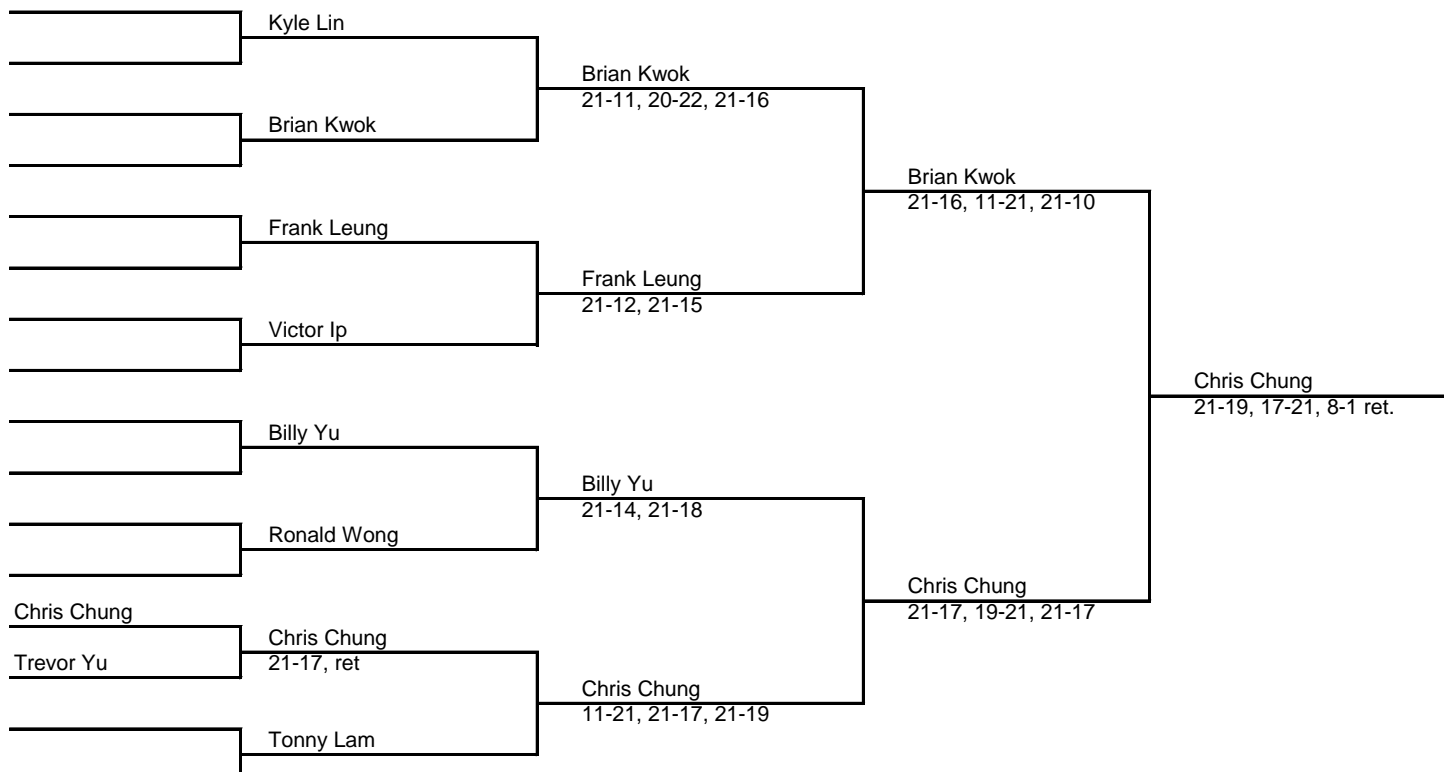 Kyle Lin
Brian Kwok
21-11, 20-22, 21-16
Brian Kwok
Brian Kwok
21-16, 11-21, 21-10
Frank Leung
Frank Leung
21-12, 21-15
Victor Ip
Chris Chung
21-19, 17-21, 8-1 ret.
Billy Yu
Billy Yu
21-14, 21-18
Ronald Wong
Chris Chung
21-17, 19-21, 21-17
Chris Chung
Chris Chung
21-17, ret
Trevor Yu
Chris Chung
11-21, 21-17, 21-19
Tonny Lam